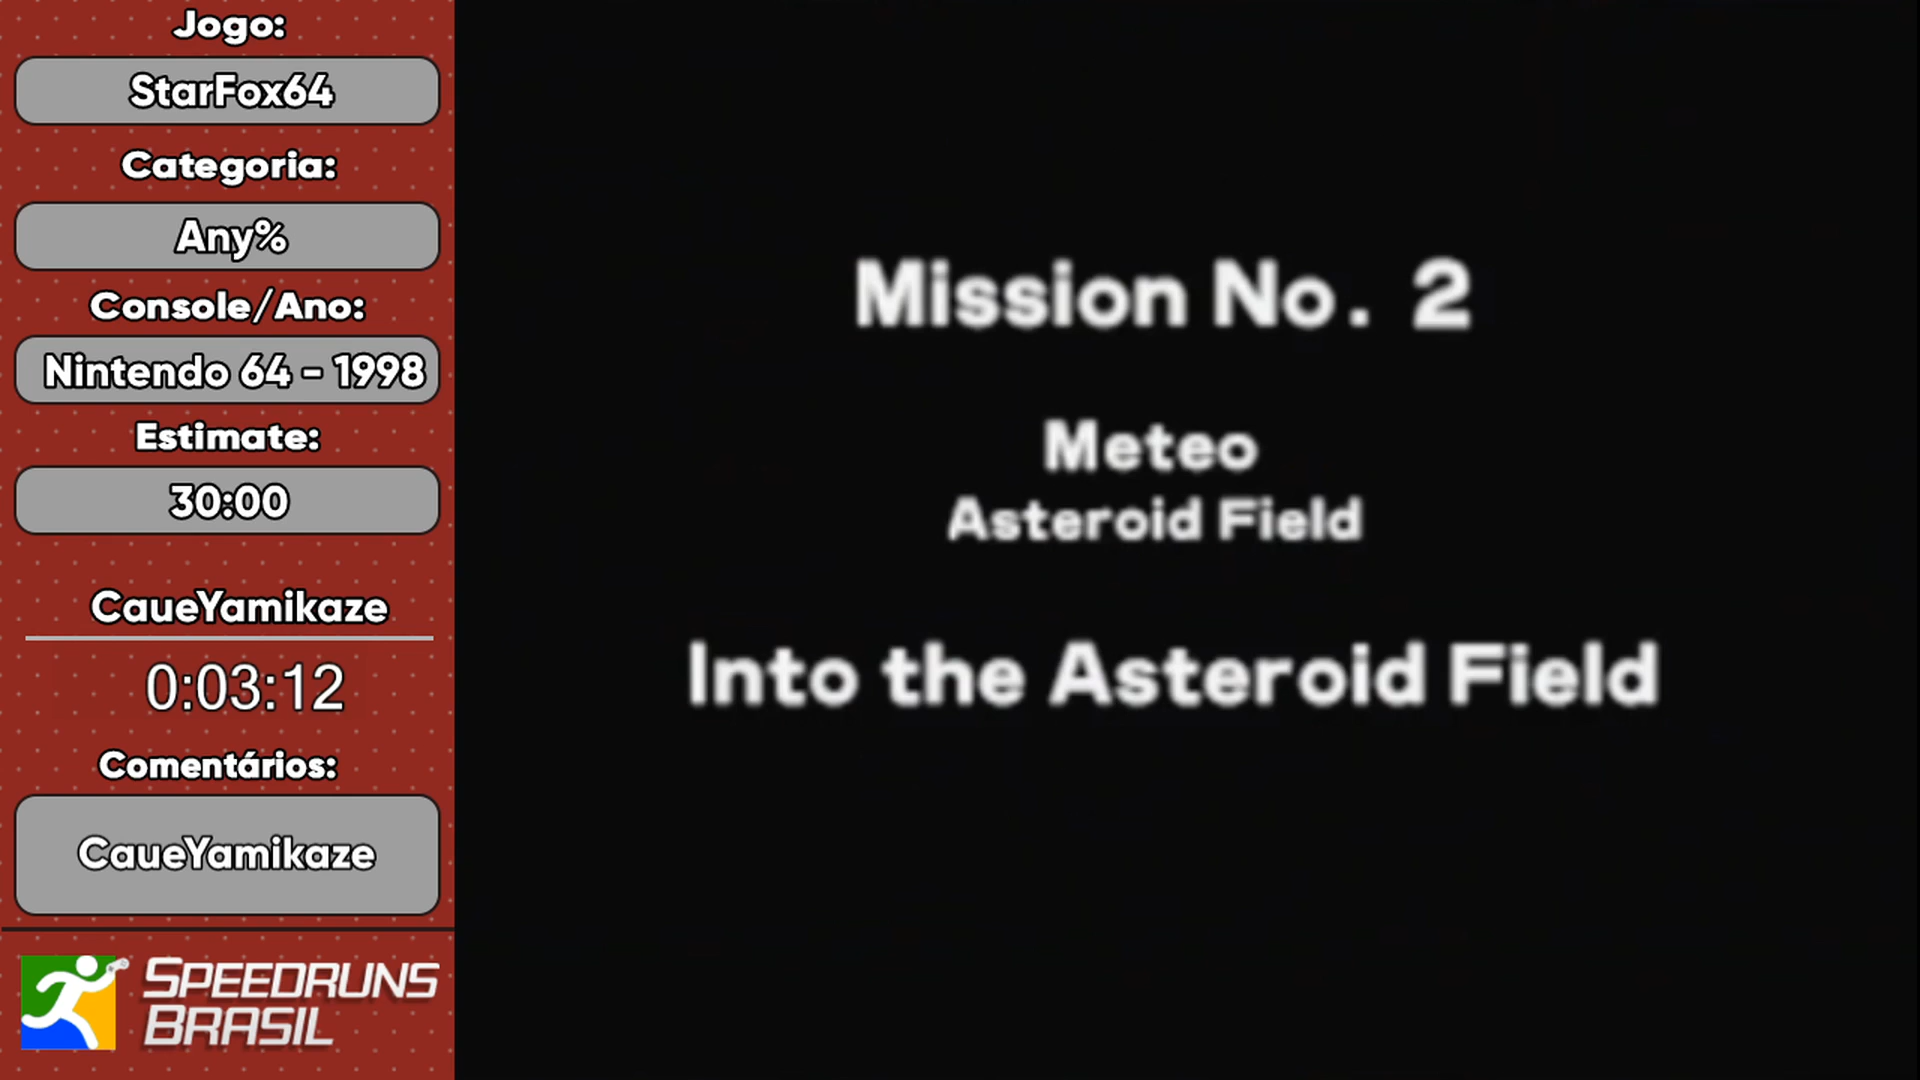 Jogo:
StarFox64
Categoria:
Any%
Console/Ano:
Nintendo 64 - 1998
Estimate:
30:00
CaueYamikaze
0:03:12
Comentários:
CaueYamikaze
SPEEDRUNS
BRASIL
Mission No. 2
Meteo
Asteroid Field
Into the Asteroid Field